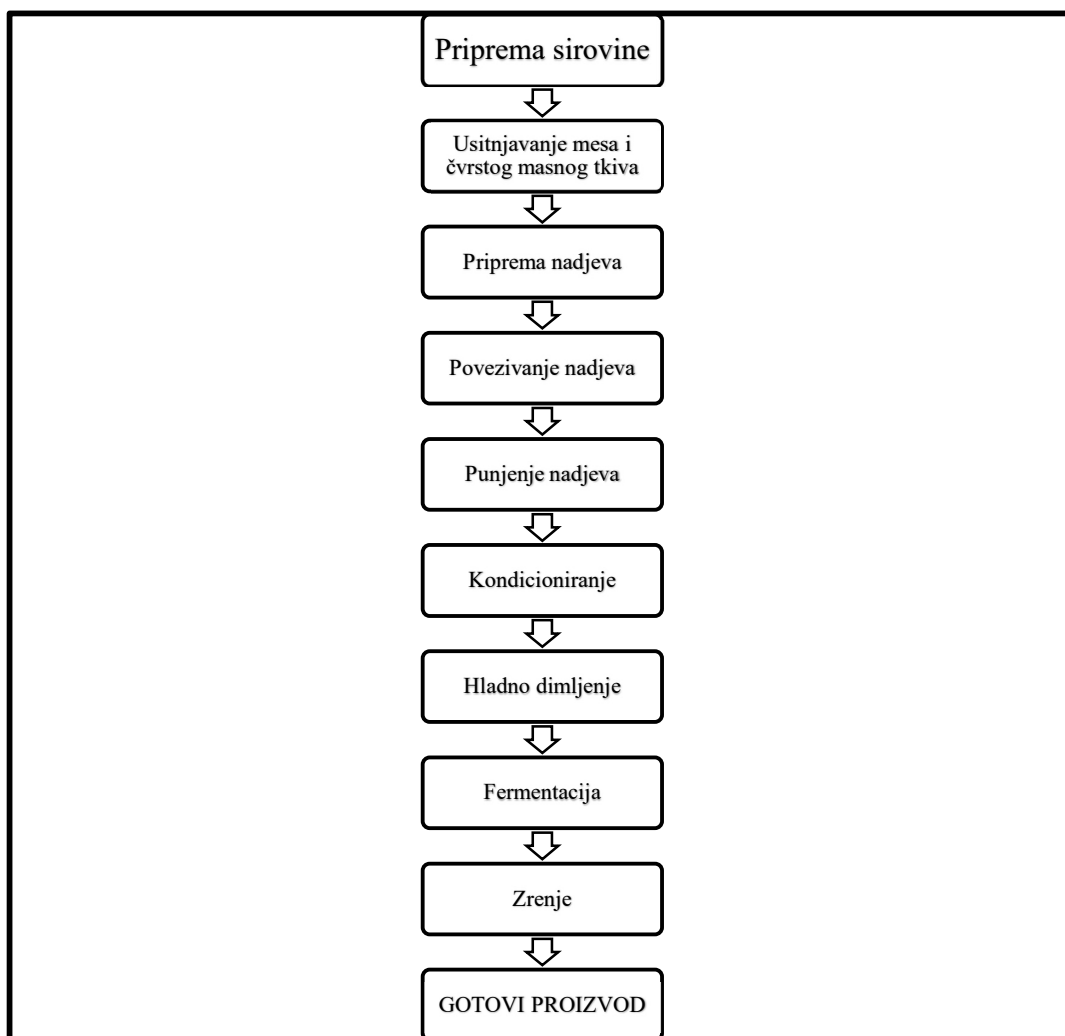 Priprema sirovine
Usitnjavanje mesa i
čvrstog masnog tkiva
Priprema nadjeva
Povezivanje nadjeva
Punjenje nadjeva
Kondicioniranje
Hladno dimljenje
Fermentacija
Zrenje
GOTOVI PROIZVOD